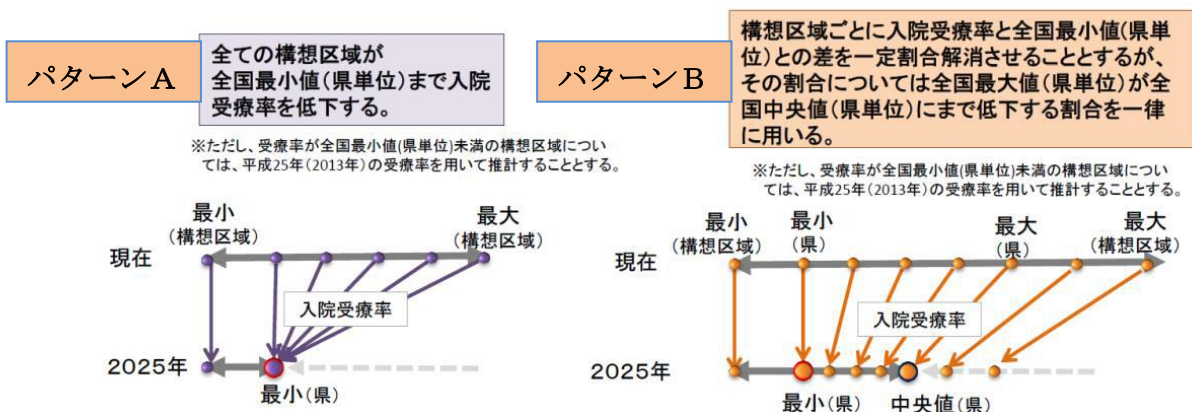 パターンA
全ての構想区域が
全国最小値(県単位)まで入院
受療率を低下する。
※ただし、受療率が全国最小値(県単位)未満の構想区域につい
ては、平成25年(2013年)の受療率を用いて推計することとする。
最小
(構想区域)
最大
(構想区域)
現在
入院受療率
2025年
最小(県)
パターンB
構想区域ごとに入院受療率と全国最小値(県単
位)との差を一定割合解消させることとするが、
その割合については全国最大値(県単位)が全
国中央値(県単位)にまで低下する割合を一律
に用いる。
※ただし、受療率が全国最小値(県単位)未満の構想区域につい
ては、平成25年(2013年)の受療率を用いて推計することとする。
最小
(構想区域)
最小
(県)
最大
(県)
最大
(構想区域)
現在
入院受療率
2025年
最小(県)
中央値(県)